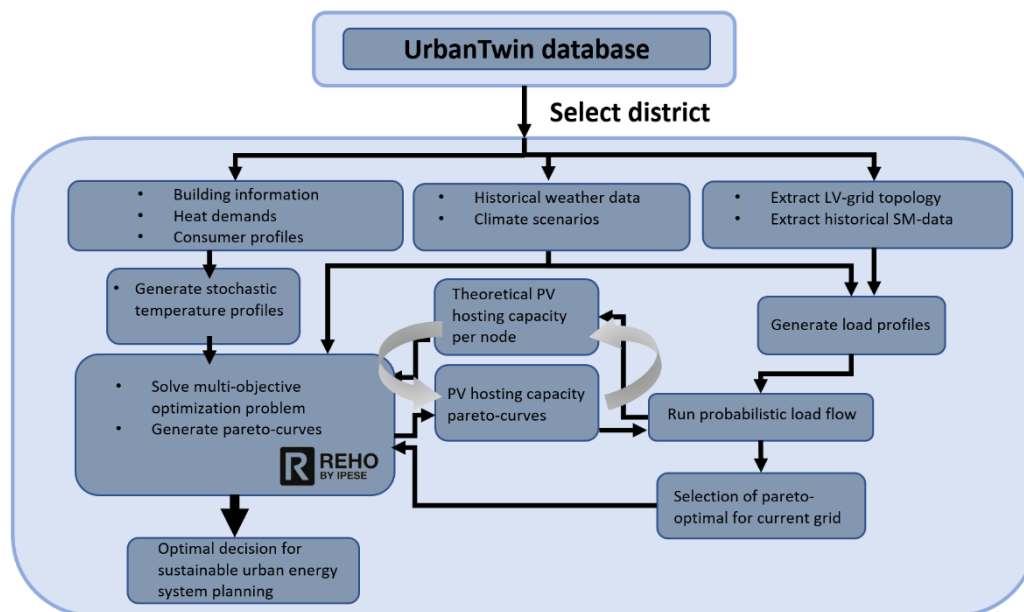 UrbanTwin database
Select district
• Building information
• Heat demands
• Consumer profiles
• Historical weather data
• Climate scenarios
• Extract LV-grid topology
• Extract historical SM-data
• Generate stochastic
temperature profiles
Theoretical PV
hosting capacity
per node
Generate load profiles
• Solve multi-objective
optimization problem
• Generate pareto-curves
R REHO
BY IPESE
PV hosting capacity
pareto-curves
Run probabilistic load flow
Selection of pareto-
optimal for current grid
Optimal decision for
sustainable urban energy
system planning